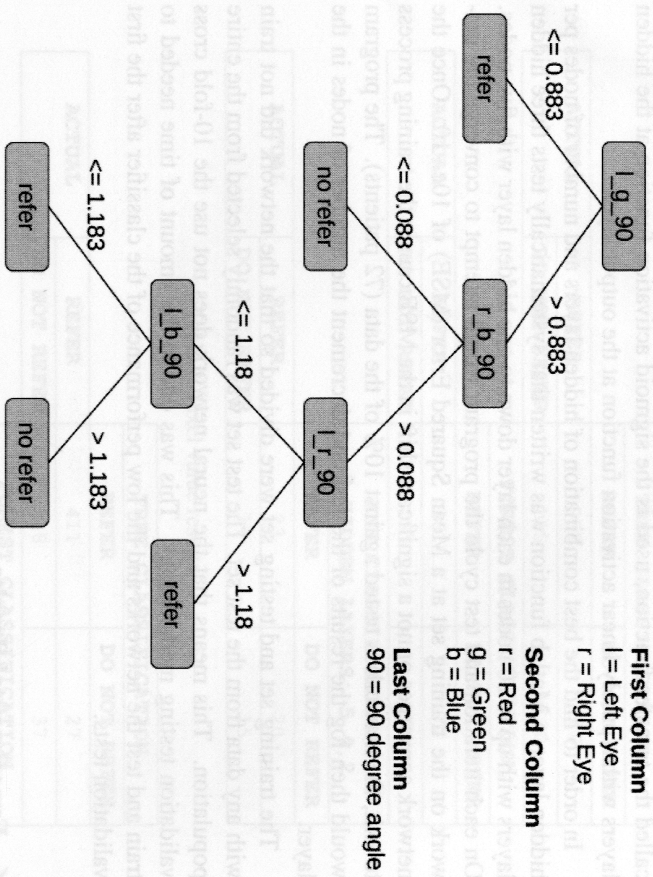 l_g_90
<= 0.883
> 0.883
refer
r_b_90
<= 0.088
> 0.088
no refer
l_r_90
<= 1.18
> 1.18
l_b_90
refer
<= 1.183
> 1.183
refer
no refer
First Column
l = Left Eye
r = Right Eye
Second Column
r = Red
g = Green
b = Blue
Last Column
90 = 90 degree angle